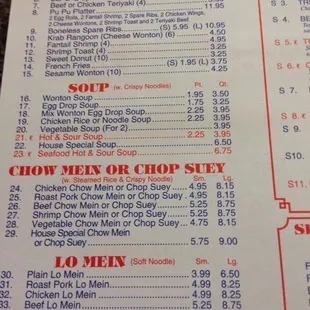 7. Beef or Chicken Teriyaki (4)
8. Pu Pu Platter
2 Egg Rolls, 2 Fantail Shrimp, 2 Spare Ribs, 2 Chicken Wings,
2 Cheese Wontons, 2 Shrimp Toast and 2 Teriyaki Beef
9. Boneless Spare Ribs (S) 5.95 (L) 10.95
10. Krab Rangoon (Cheese Wonton) (6) 4.50
11. Fantail Shrimp (4) 4.95
12. Shrimp Toast (4) 3.95
13. Sweet Donut (10) 3.75
14. French Fries (S) 1.95 (L) 3.75
15. Sesame Wonton (10)
SOUP (w. Crispy Noodles) Pt. Qt.
16. Wonton Soup 1.95 3.50
17. Egg Drop Soup 1.75 3.25
18. Mix Wonton Egg Drop Soup 2.25 3.95
19. Chicken Rice or Noodle Soup 2.25 3.95
20. Vegetable Soup (For 2) 3.95
21. Hot & Sour Soup 2.25 3.95
22. House Special Soup 6.50
23. Seafood Hot & Sour Soup 6.75
CHOW MEIN OR CHOP SUEY
(w. Steamed Rice & Crispy Noodle) Sm. Lg.
24. Chicken Chow Mein or Chop Suey 4.95 8.15
25. Roast Pork Chow Mein or Chop Suey 4.95 8.15
26. Beef Chow Mein or Chop Suey 5.25 8.75
27. Shrimp Chow Mein or Chop Suey 5.25 8.75
28. Vegetable Chow Mein or Chop Suey 4.75 8.15
29. House Special Chow Mein
or Chop Suey 5.75 9.00
LO MEIN (Soft Noodle) Sm. Lg.
30. Plain Lo Mein 3.99 6.50
31. Roast Pork Lo Mein 4.95 8.25
32. Chicken Lo Mein 4.95 8.25
33. Beef Lo Mein 5.25 8.75
S 3.
S 4.
S 5.
S 6.
S 7.
S 8.
S 9.
S10.
S11.